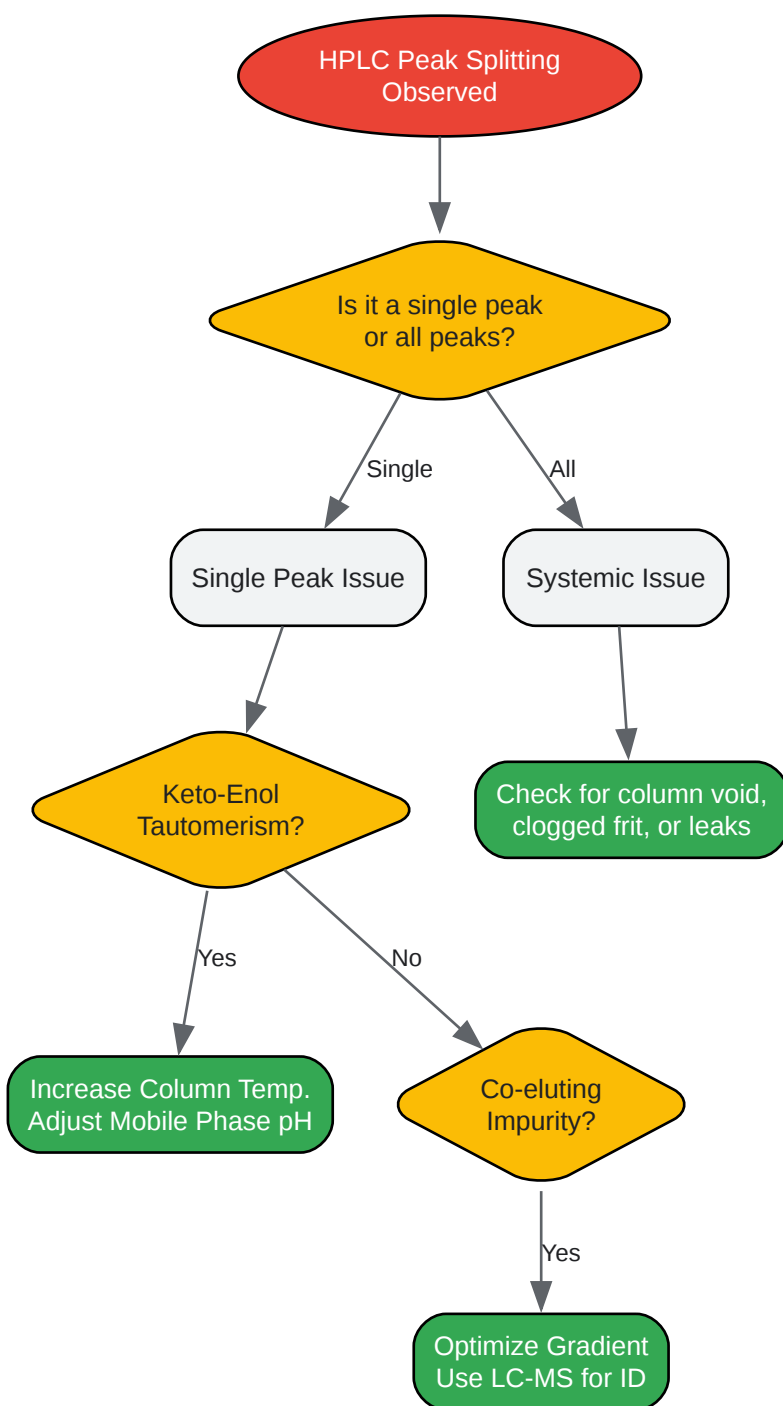 HPLC Peak Splitting
Observed
Is it a single peak
or all peaks?
Single
All
Single Peak Issue
Systemic Issue
Keto-Enol
Tautomerism?
Check for column void,
clogged frit, or leaks
Yes
No
Increase Column Temp.
Adjust Mobile Phase pH
Co-eluting
Impurity?
Yes
Optimize Gradient
Use LC-MS for ID